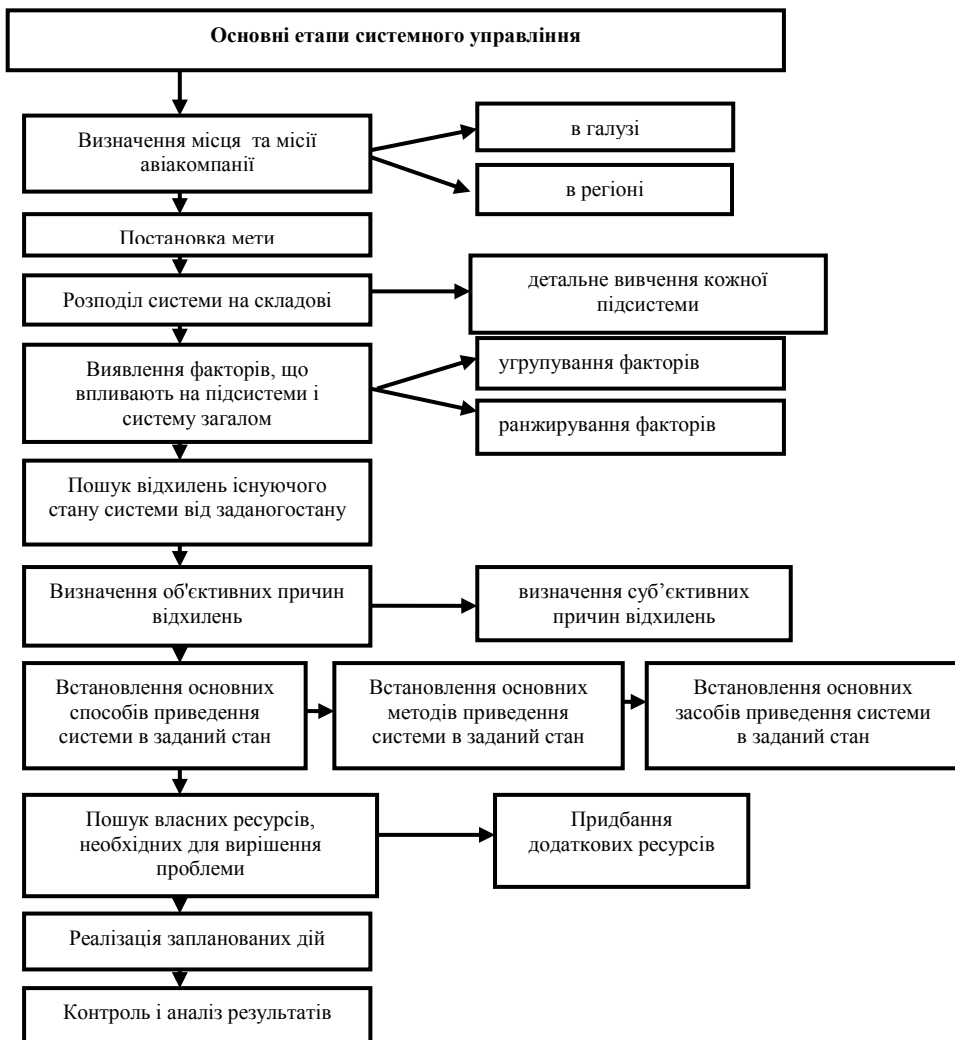 Основні етапи системного управління
Визначення місця та місії
авіакомпанії
в галузі
в регіоні
Постановка мети
Розподіл системи на складові
детальне вивчення кожної
підсистеми
Виявлення факторів, що
впливають на підсистеми і
систему загалом
угрупування факторів
ранжирування факторів
Пошук відхилень існуючого
стану системи від заданогостану
Визначення об'єктивних причин
відхилень
визначення суб’єктивних
причин відхилень
Встановлення основних
способів приведення
системи в заданий стан
Встановлення основних
методів приведення
системи в заданий стан
Встановлення основних
засобів приведення системи
в заданий стан
Пошук власних ресурсів,
необхідних для вирішення
проблеми
Придбання
додаткових ресурсів
Реалізація запланованих дій
Контроль і аналіз результатів